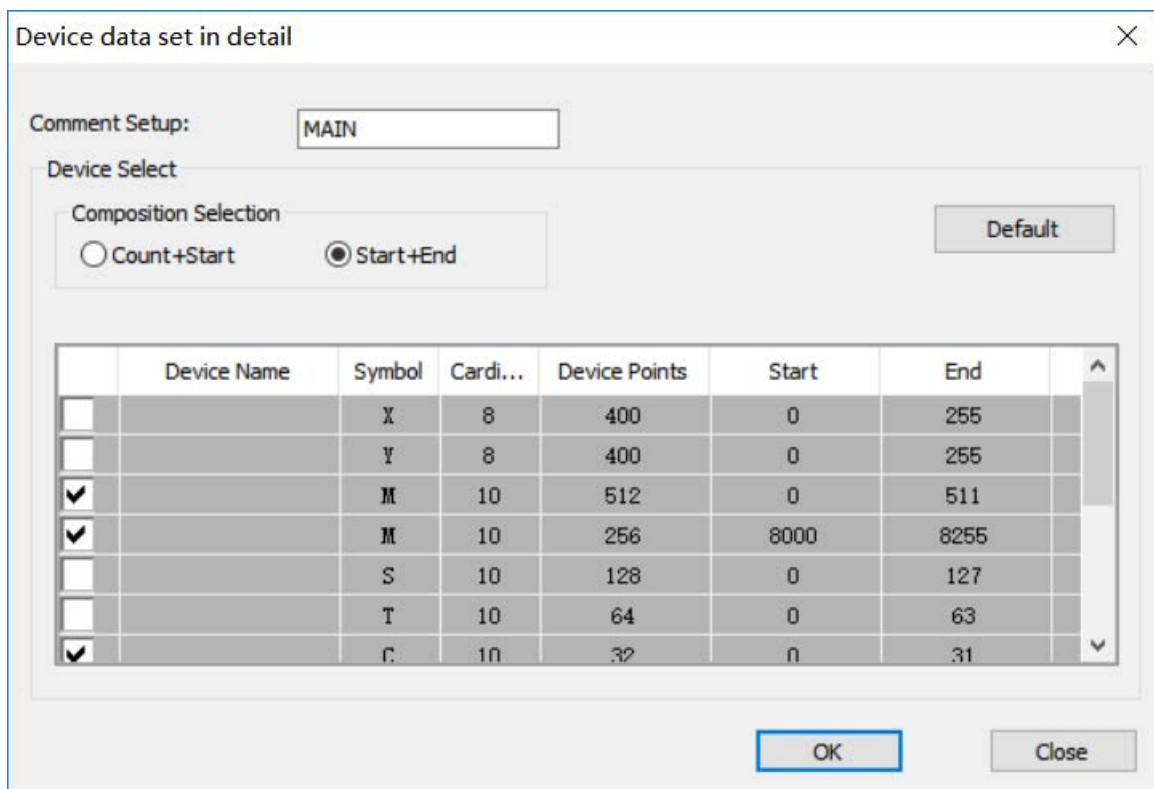 Device data set in detail
Comment Setup: MAIN
Device Select
Composition Selection
Default
Count+Start Start+End
Device Name Symbol Cardi... Device Points Start End
X 8 400 0 255
Y 8 400 0 255
M 10 512 0 511
M 10 256 8000 8255
S 10 128 0 127
T 10 64 0 63
C 10 32 0 31
OK Close